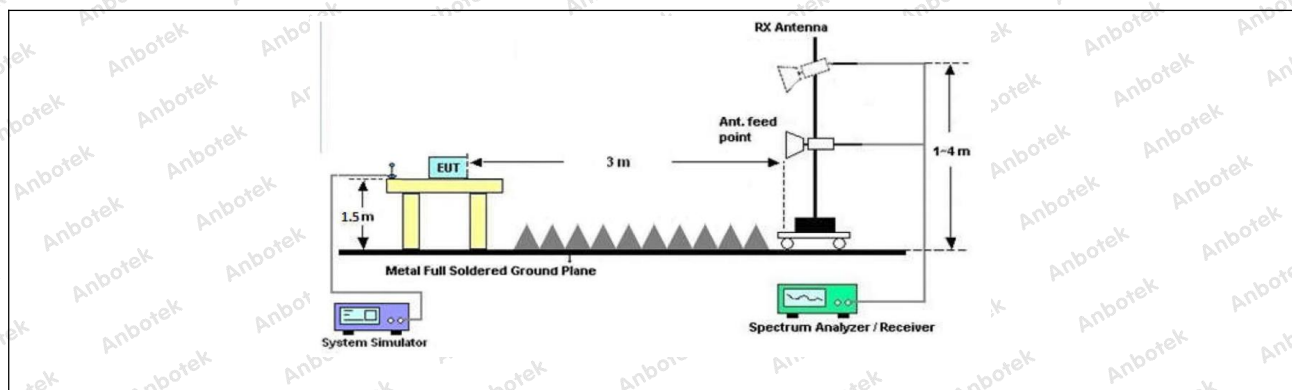 RX Antenna
Ant. feed
point
3 m
1~4 m
EUT
1.5 m
Metal Full Soldered Ground Plane
System Simulator
Spectrum Analyzer / Receiver
Anbotek